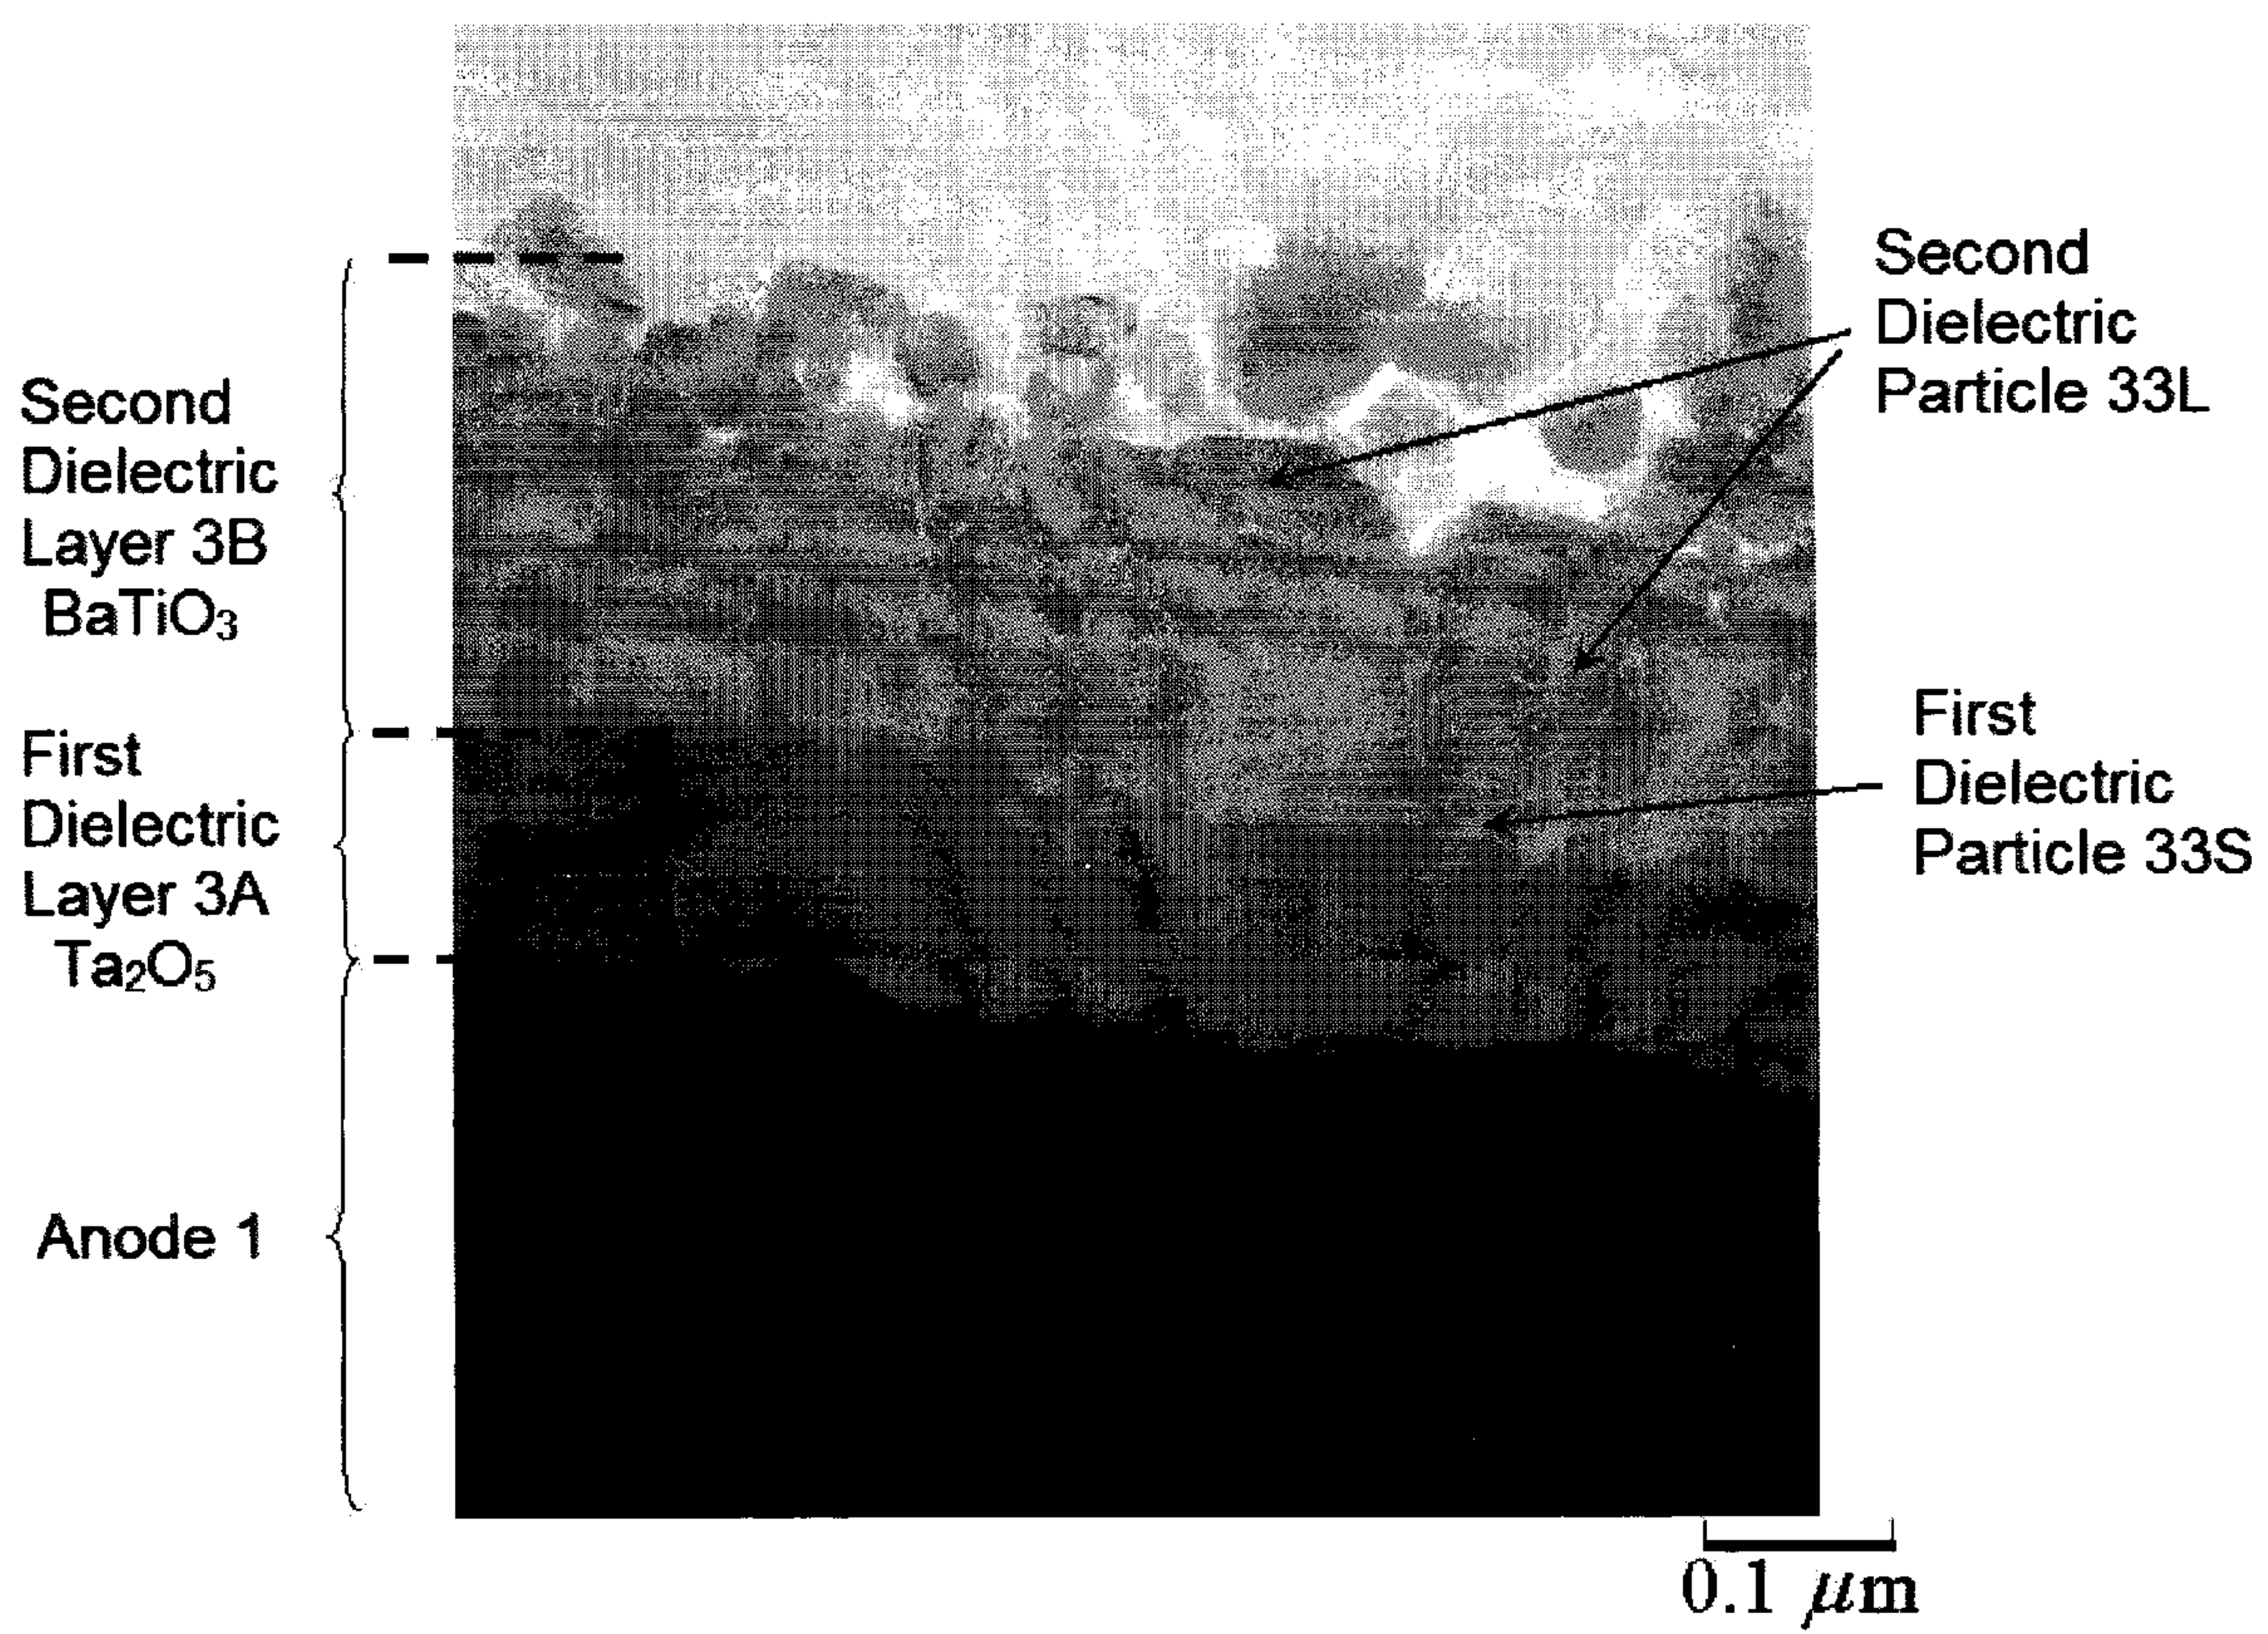 Second
Dielectric
Layer 3B
BaTiO₃
First
Dielectric
Layer 3A
Ta₂O₅
Anode 1
Second
Dielectric
Particle 33L
First
Dielectric
Particle 33S
0.1 μm